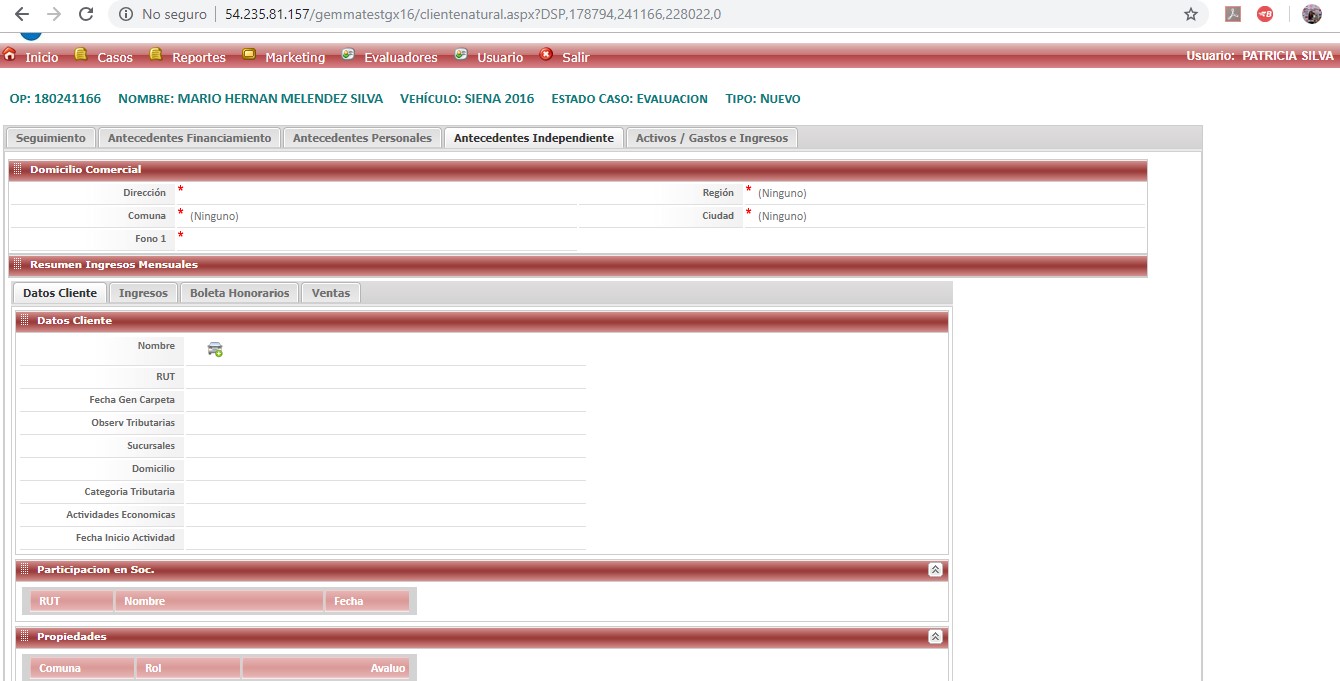 No seguro | 54.235.81.157/gemmatestgx16/clientenatural.aspx?DSP,178794,241166,228022,0
Inicio Casos Reportes Marketing Evaluadores Usuario Salir Usuario: PATRICIA SILVA
OP: 180241166 NOMBRE: MARIO HERNAN MELENDEZ SILVA VEHÍCULO: SIENA 2016 ESTADO CASO: EVALUACION TIPO: NUEVO
Seguimiento Antecedentes Financiamiento Antecedentes Personales Antecedentes Independiente Activos / Gastos e Ingresos
Domicilio Comercial
Dirección * Región * (Ninguno)
Comuna * (Ninguno) Ciudad * (Ninguno)
Fono 1 *
Resumen Ingresos Mensuales
Datos Cliente Ingresos Boleta Honorarios Ventas
Datos Cliente
Nombre
RUT
Fecha Gen Carpeta
Observ Tributarias
Sucursales
Domicilio
Categoria Tributaria
Actividades Economicas
Fecha Inicio Actividad
Participacion en Soc.
RUT Nombre Fecha
Propiedades
Comuna Rol Avaluo